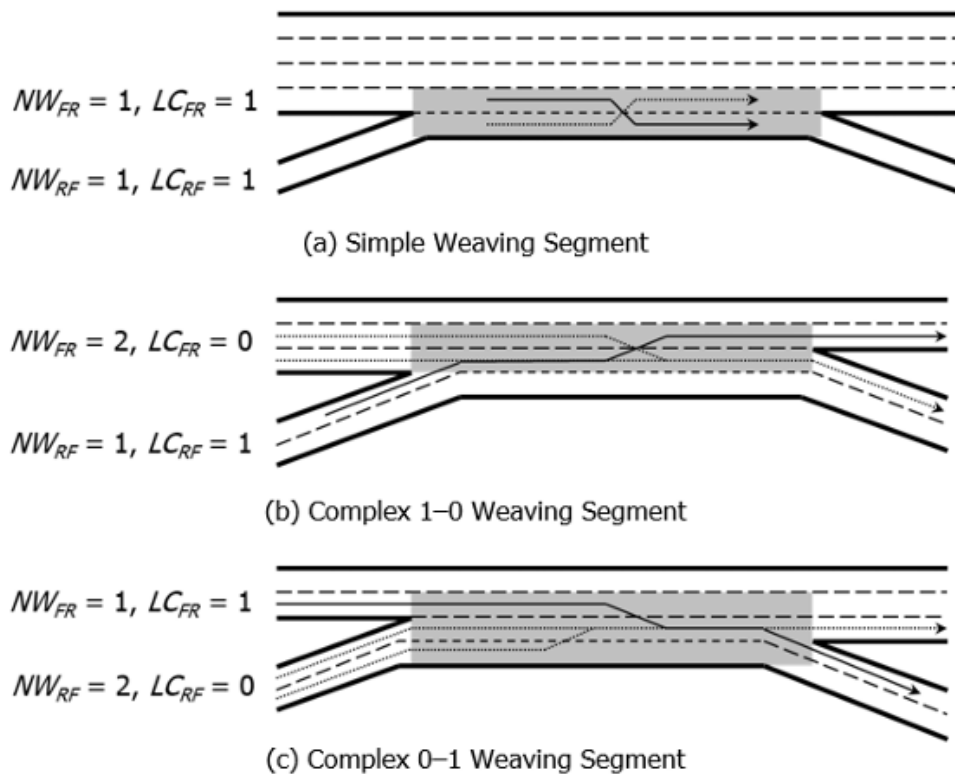 NW_FR = 1, LC_FR = 1
NW_RF = 1, LC_RF = 1
(a) Simple Weaving Segment
NW_FR = 2, LC_FR = 0
NW_RF = 1, LC_RF = 1
(b) Complex 1–0 Weaving Segment
NW_FR = 1, LC_FR = 1
NW_RF = 2, LC_RF = 0
(c) Complex 0–1 Weaving Segment